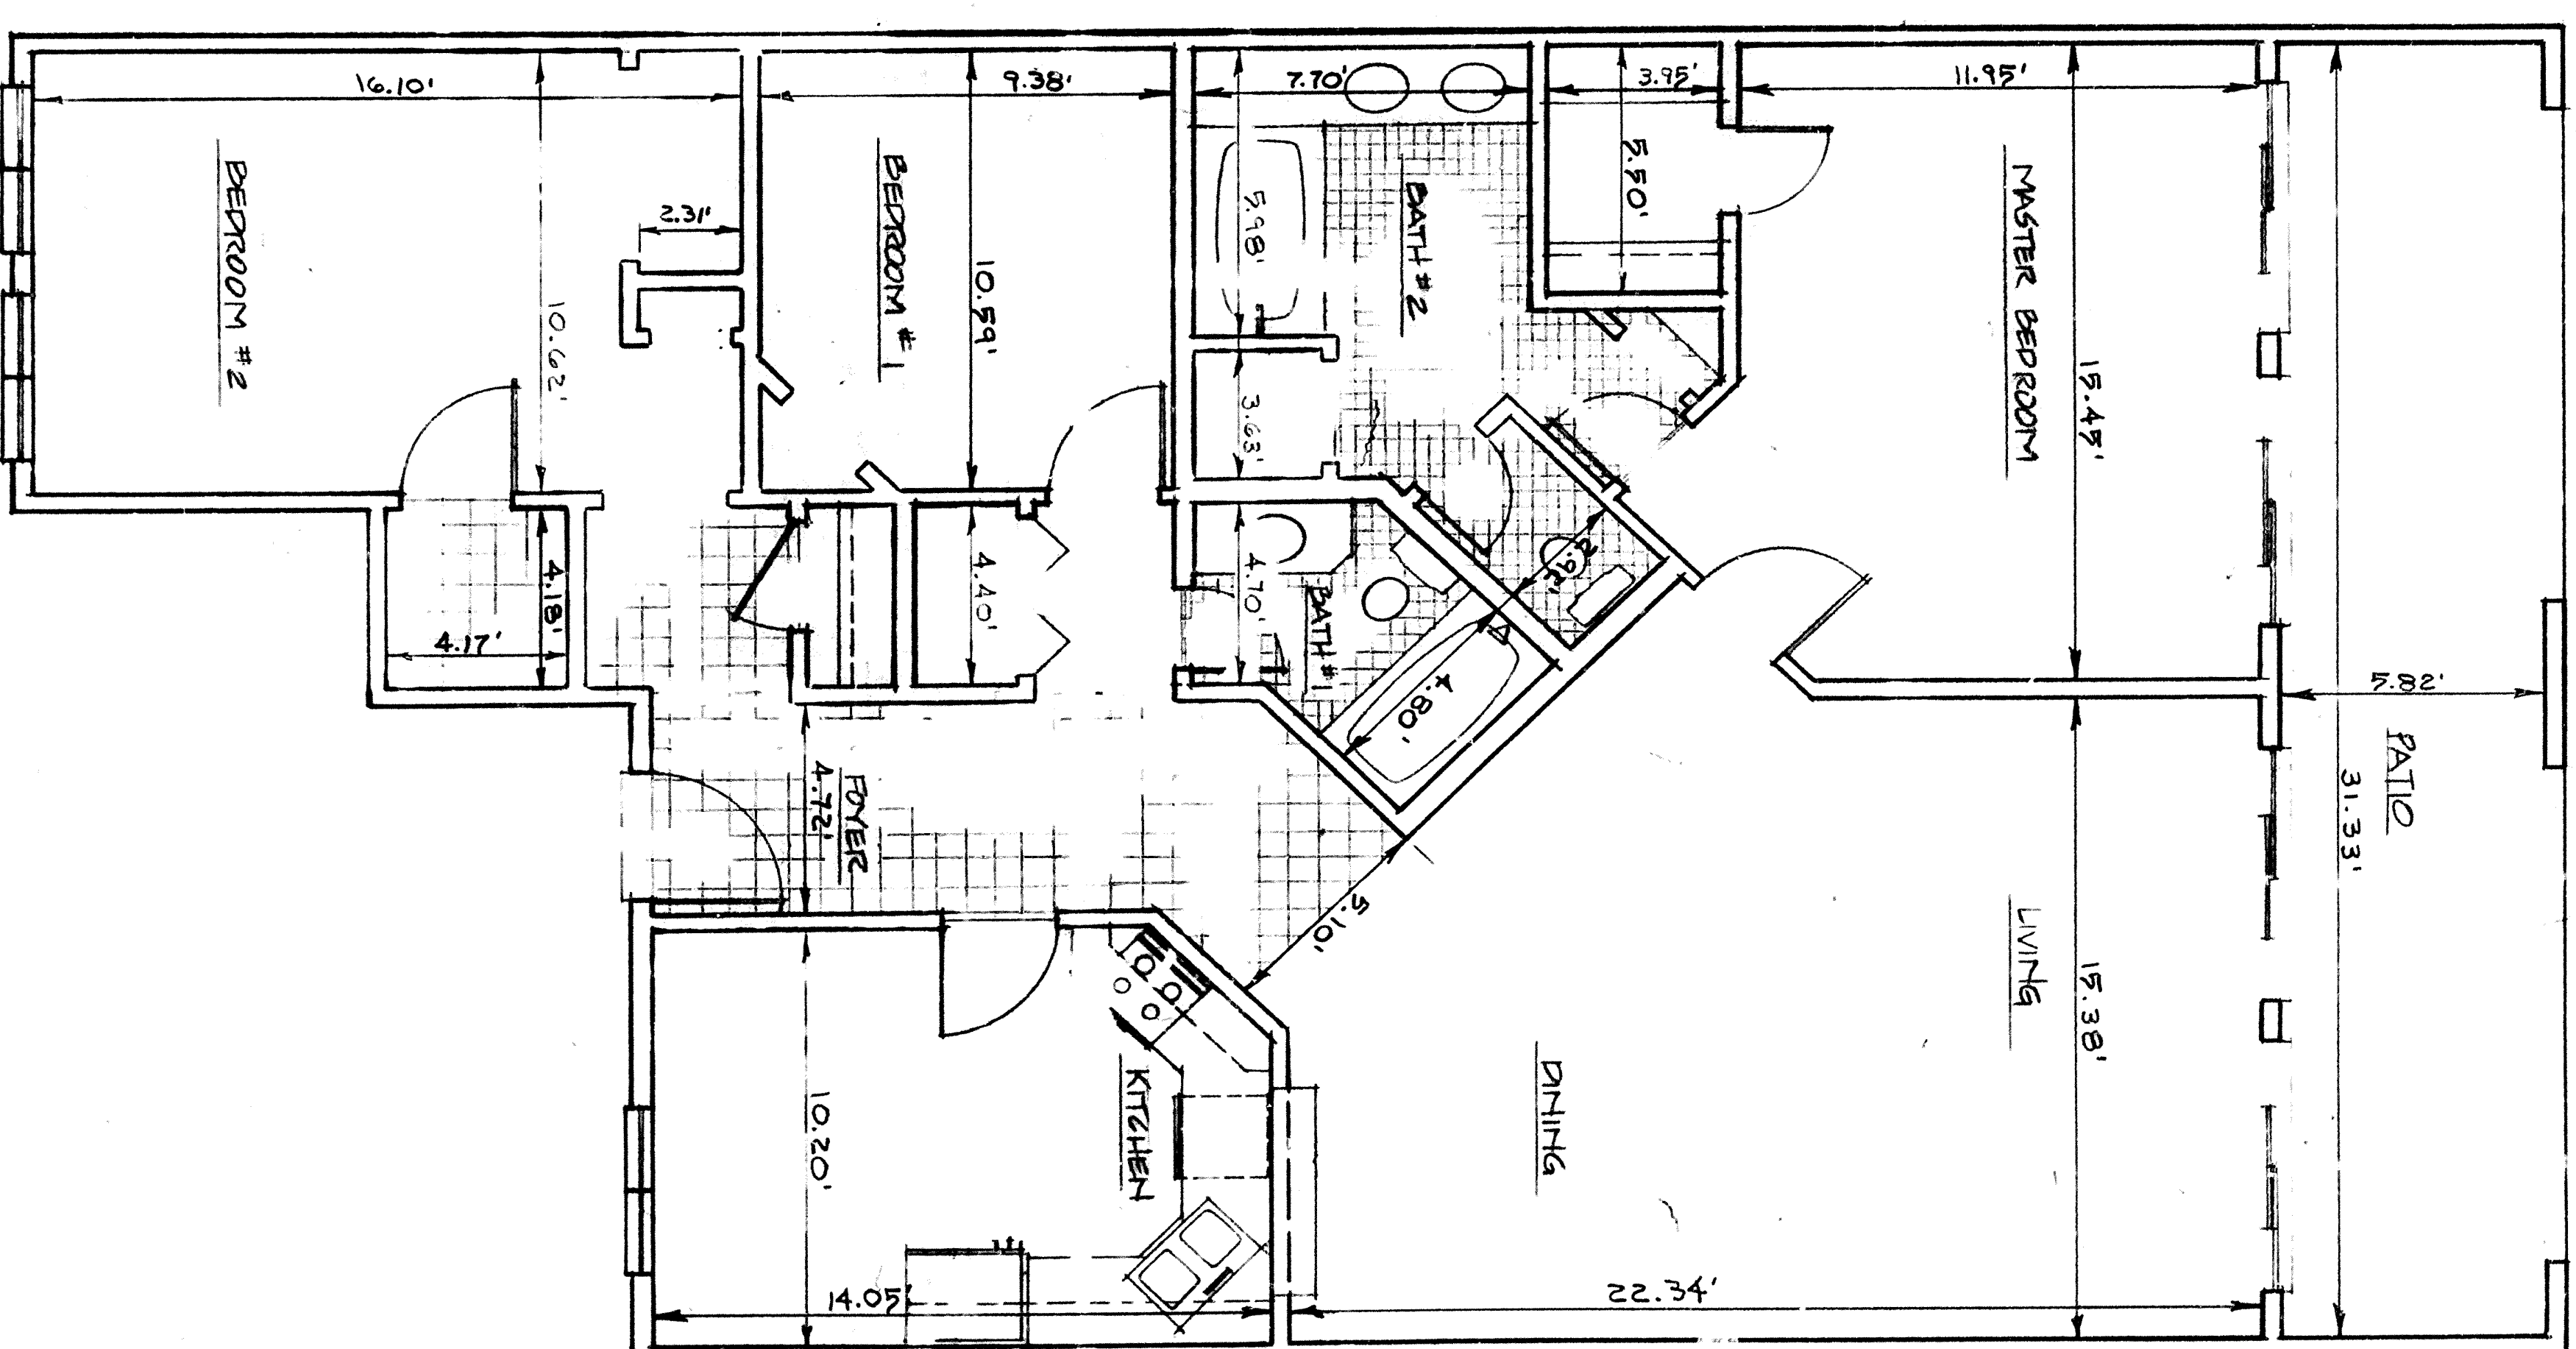 16.10'
9.38'
7.70'
3.95'
11.95'
BEDROOM #2
2.31'
10.62'
BEDROOM #1
10.59'
5.98'
BATH #2
5.50'
MASTER BEDROOM
15.45'
3.63'
4.18'
4.17'
4.40'
4.70'
BATH #1
4.80'
5.82'
PATIO
31.33'
FOYER
4.72'
5.10'
LIVING
15.38'
KITCHEN
10.20'
DINING
14.05'
22.34'